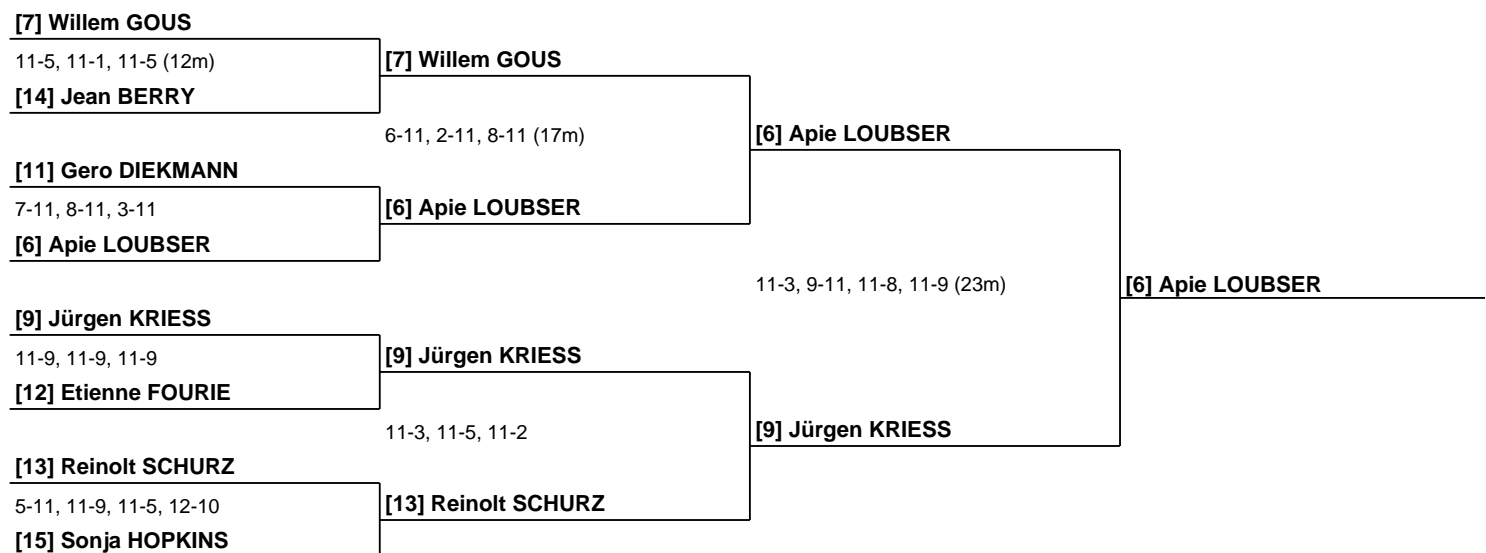 [7] Willem GOUS
11-5, 11-1, 11-5 (12m)
[7] Willem GOUS
[14] Jean BERRY
6-11, 2-11, 8-11 (17m)
[6] Apie LOUBSER
[11] Gero DIEKMANN
7-11, 8-11, 3-11
[6] Apie LOUBSER
[6] Apie LOUBSER
11-3, 9-11, 11-8, 11-9 (23m)
[6] Apie LOUBSER
[9] Jürgen KRIESS
11-9, 11-9, 11-9
[9] Jürgen KRIESS
[12] Etienne FOURIE
11-3, 11-5, 11-2
[9] Jürgen KRIESS
[13] Reinolt SCHURZ
5-11, 11-9, 11-5, 12-10
[13] Reinolt SCHURZ
[15] Sonja HOPKINS